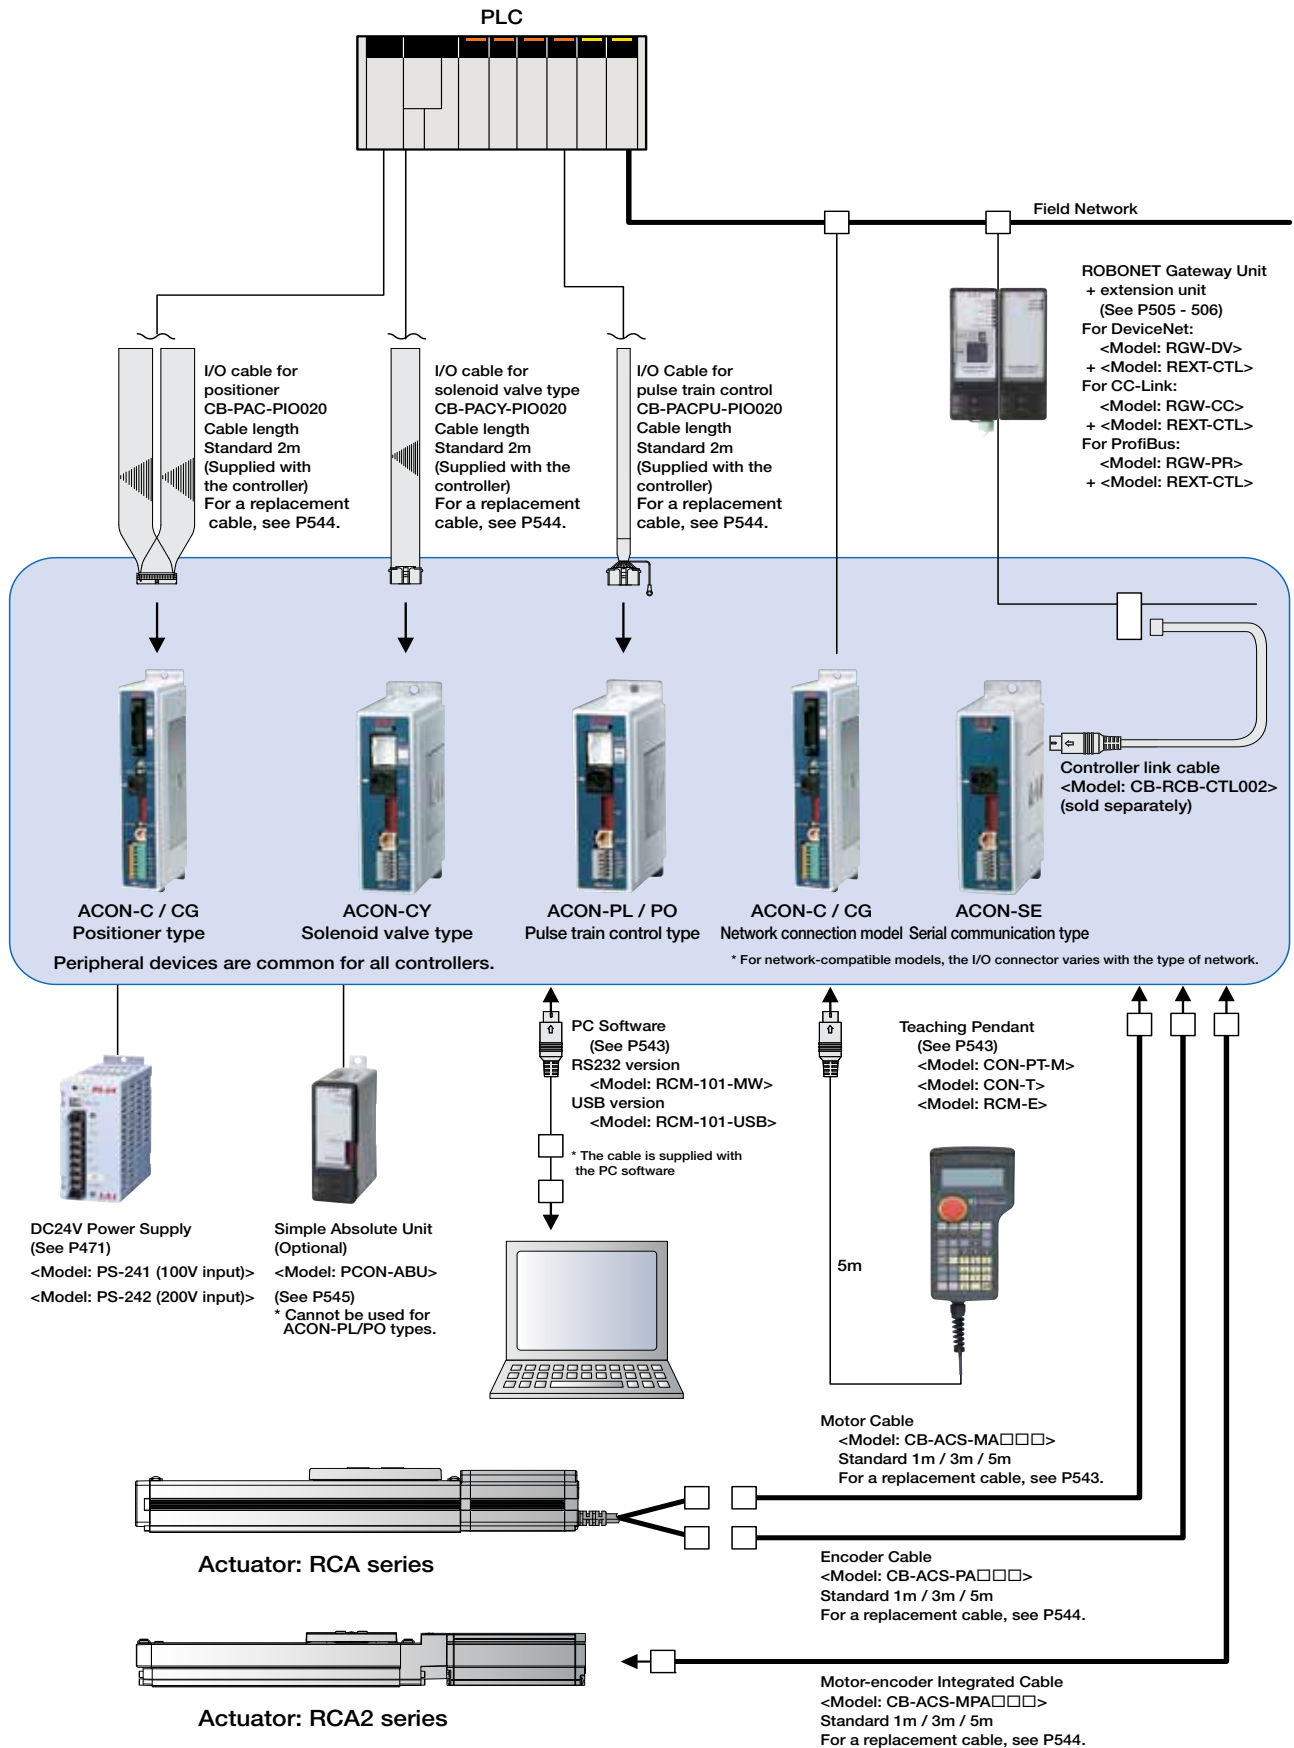 PLC
Field Network
ROBONET Gateway Unit
+ extension unit
(See P505 - 506)
For DeviceNet:
<Model: RGW-DV>
+ <Model: REXT-CTL>
For CC-Link:
<Model: RGW-CC>
+ <Model: REXT-CTL>
For ProfiBus:
<Model: RGW-PR>
+ <Model: REXT-CTL>
I/O cable for
positioner
CB-PAC-PIO020
Cable length
Standard 2m
(Supplied with
the controller)
For a replacement
cable, see P544.
I/O cable for
solenoid valve type
CB-PACY-PIO020
Cable length
Standard 2m
(Supplied with the
controller)
For a replacement
cable, see P544.
I/O Cable for
pulse train control
CB-PACPU-PIO020
Cable length
Standard 2m
(Supplied with the
controller)
For a replacement
cable, see P544.
Controller link cable
<Model: CB-RCB-CTL002>
(sold separately)
ACON-C / CG
Positioner type
ACON-CY
Solenoid valve type
ACON-PL / PO
Pulse train control type
ACON-C / CG
Network connection model
ACON-SE
Serial communication type
Peripheral devices are common for all controllers.
* For network-compatible models, the I/O connector varies with the type of network.
PC Software
(See P543)
RS232 version
<Model: RCM-101-MW>
USB version
<Model: RCM-101-USB>
* The cable is supplied with
the PC software
Teaching Pendant
(See P543)
<Model: CON-PT-M>
<Model: CON-T>
<Model: RCM-E>
DC24V Power Supply
(See P471)
<Model: PS-241 (100V input)>
<Model: PS-242 (200V input)>
Simple Absolute Unit
(Optional)
<Model: PCON-ABU>
(See P545)
* Cannot be used for
ACON-PL/PO types.
5m
Motor Cable
<Model: CB-ACS-MA□□□>
Standard 1m / 3m / 5m
For a replacement cable, see P543.
Actuator: RCA series
Encoder Cable
<Model: CB-ACS-PA□□□>
Standard 1m / 3m / 5m
For a replacement cable, see P544.
Actuator: RCA2 series
Motor-encoder Integrated Cable
<Model: CB-ACS-MPA□□□>
Standard 1m / 3m / 5m
For a replacement cable, see P544.